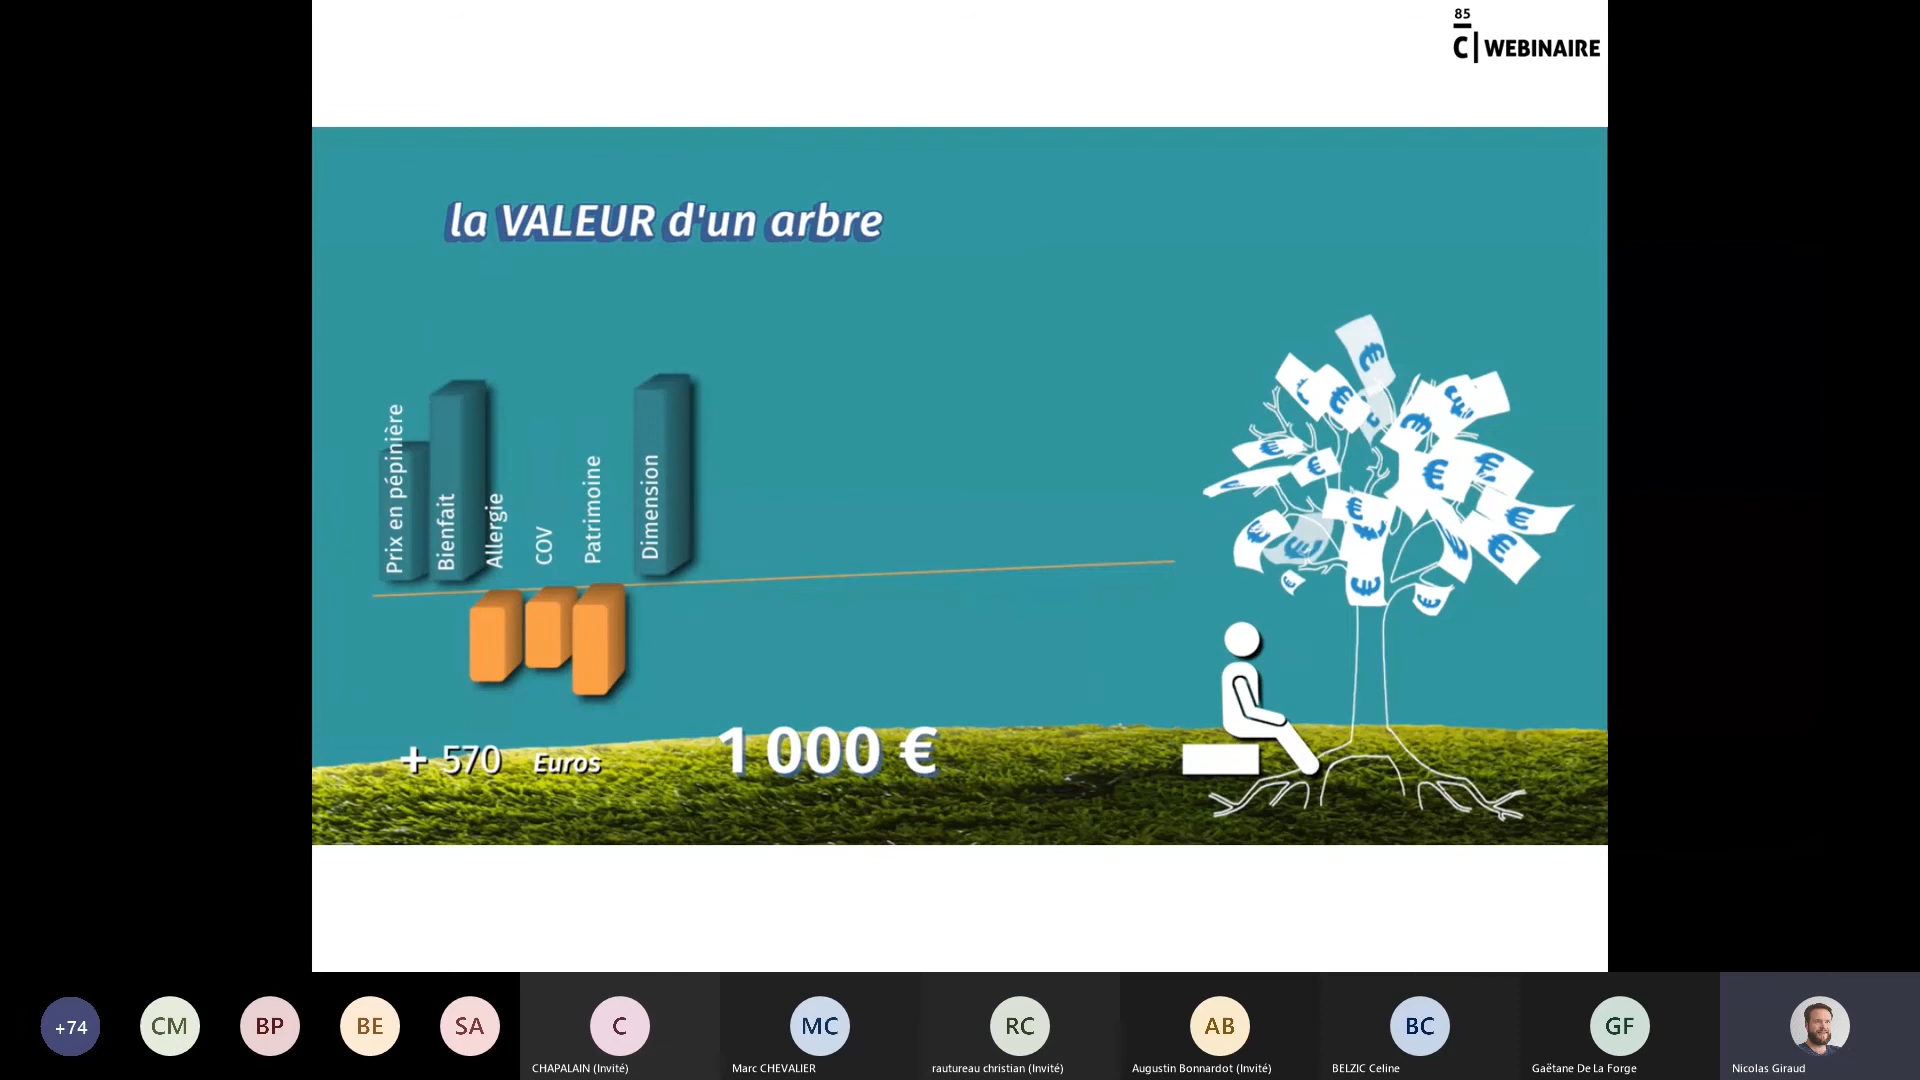 85
C | WEBINAIRE
la VALEUR d'un arbre
Prix en pépinière
Bienfait
Allergie
COV
Patrimoine
Dimension
+ 570 Euros
1 000 €
+74
CM
BP
BE
SA
C
MC
RC
AB
BC
GF
CHAPALAIN (Invité)
Marc CHEVALIER
rautureau christian (Invité)
Augustin Bonnardot (Invité)
BELZIC Celine
Gaëtane De La Forge
Nicolas Giraud